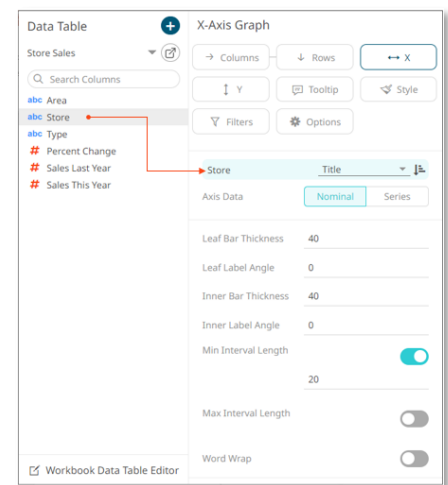 Data Table
Store Sales
Search Columns
abc Area
abc Store
abc Type
# Percent Change
# Sales Last Year
# Sales This Year
Workbook Data Table Editor
X-Axis Graph
Columns
Rows
X
Y
Tooltip
Style
Filters
Options
Store Title
Axis Data Nominal Series
Leaf Bar Thickness 40
Leaf Label Angle 0
Inner Bar Thickness 40
Inner Label Angle 0
Min Interval Length
20
Max Interval Length
Word Wrap